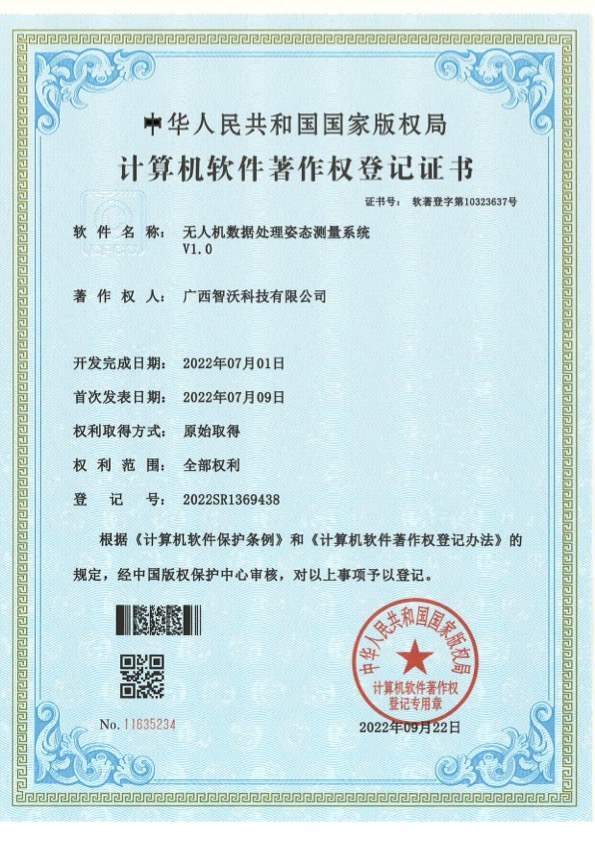 中华人民共和国国家版权局
计算机软件著作权登记证书
证书号： 软著登字第10323637号
软件名称： 无人机数据处理姿态测量系统
V1.0
著作权人： 广西智沃科技有限公司
开发完成日期： 2022年07月01日
首次发表日期： 2022年07月09日
权利取得方式： 原始取得
权利范围： 全部权利
登记号： 2022SR1369438
根据《计算机软件保护条例》和《计算机软件著作权登记办法》的
规定，经中国版权保护中心审核，对以上事项予以登记。
中华人民共和国国家版权局
计算机软件著作权
登记专用章
No. 11635234
2022年09月22日